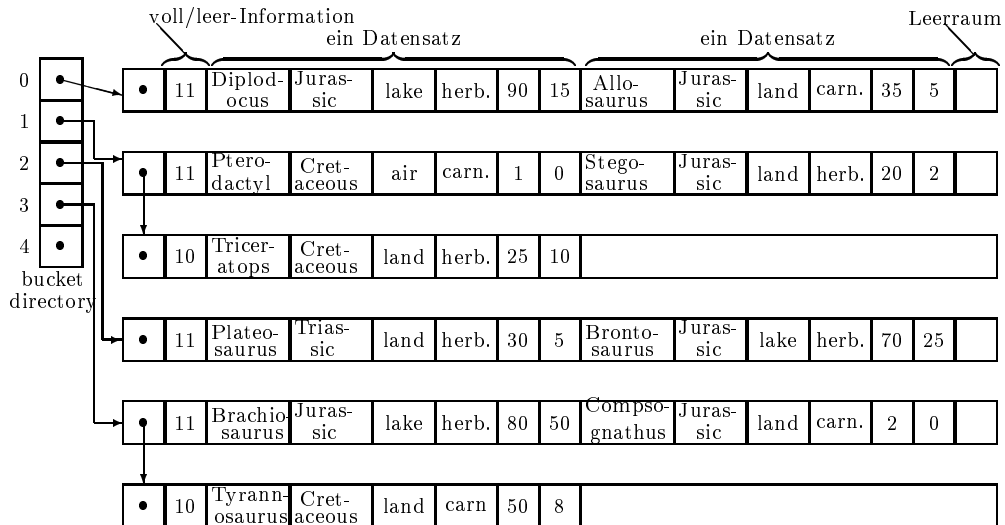 voll/leer-Information
ein Datensatz
ein Datensatz
Leerraum
0
1
2
3
4
bucket
directory
11 Diplod-ocus Juras-sic lake herb. 90 15 Allo-saurus Juras-sic land carn. 35 5
11 Ptero-dactyl Cret-aceous air carn. 1 0 Stego-saurus Juras-sic land herb. 20 2
10 Tricer-atops Cret-aceous land herb. 25 10
11 Plateo-saurus Trias-sic land herb. 30 5 Bronto-saurus Juras-sic lake herb. 70 25
11 Brachio-saurus Juras-sic lake herb. 80 50 Compso-gnathus Juras-sic land carn. 2 0
10 Tyrann-osaurus Cret-aceous land carn 50 8